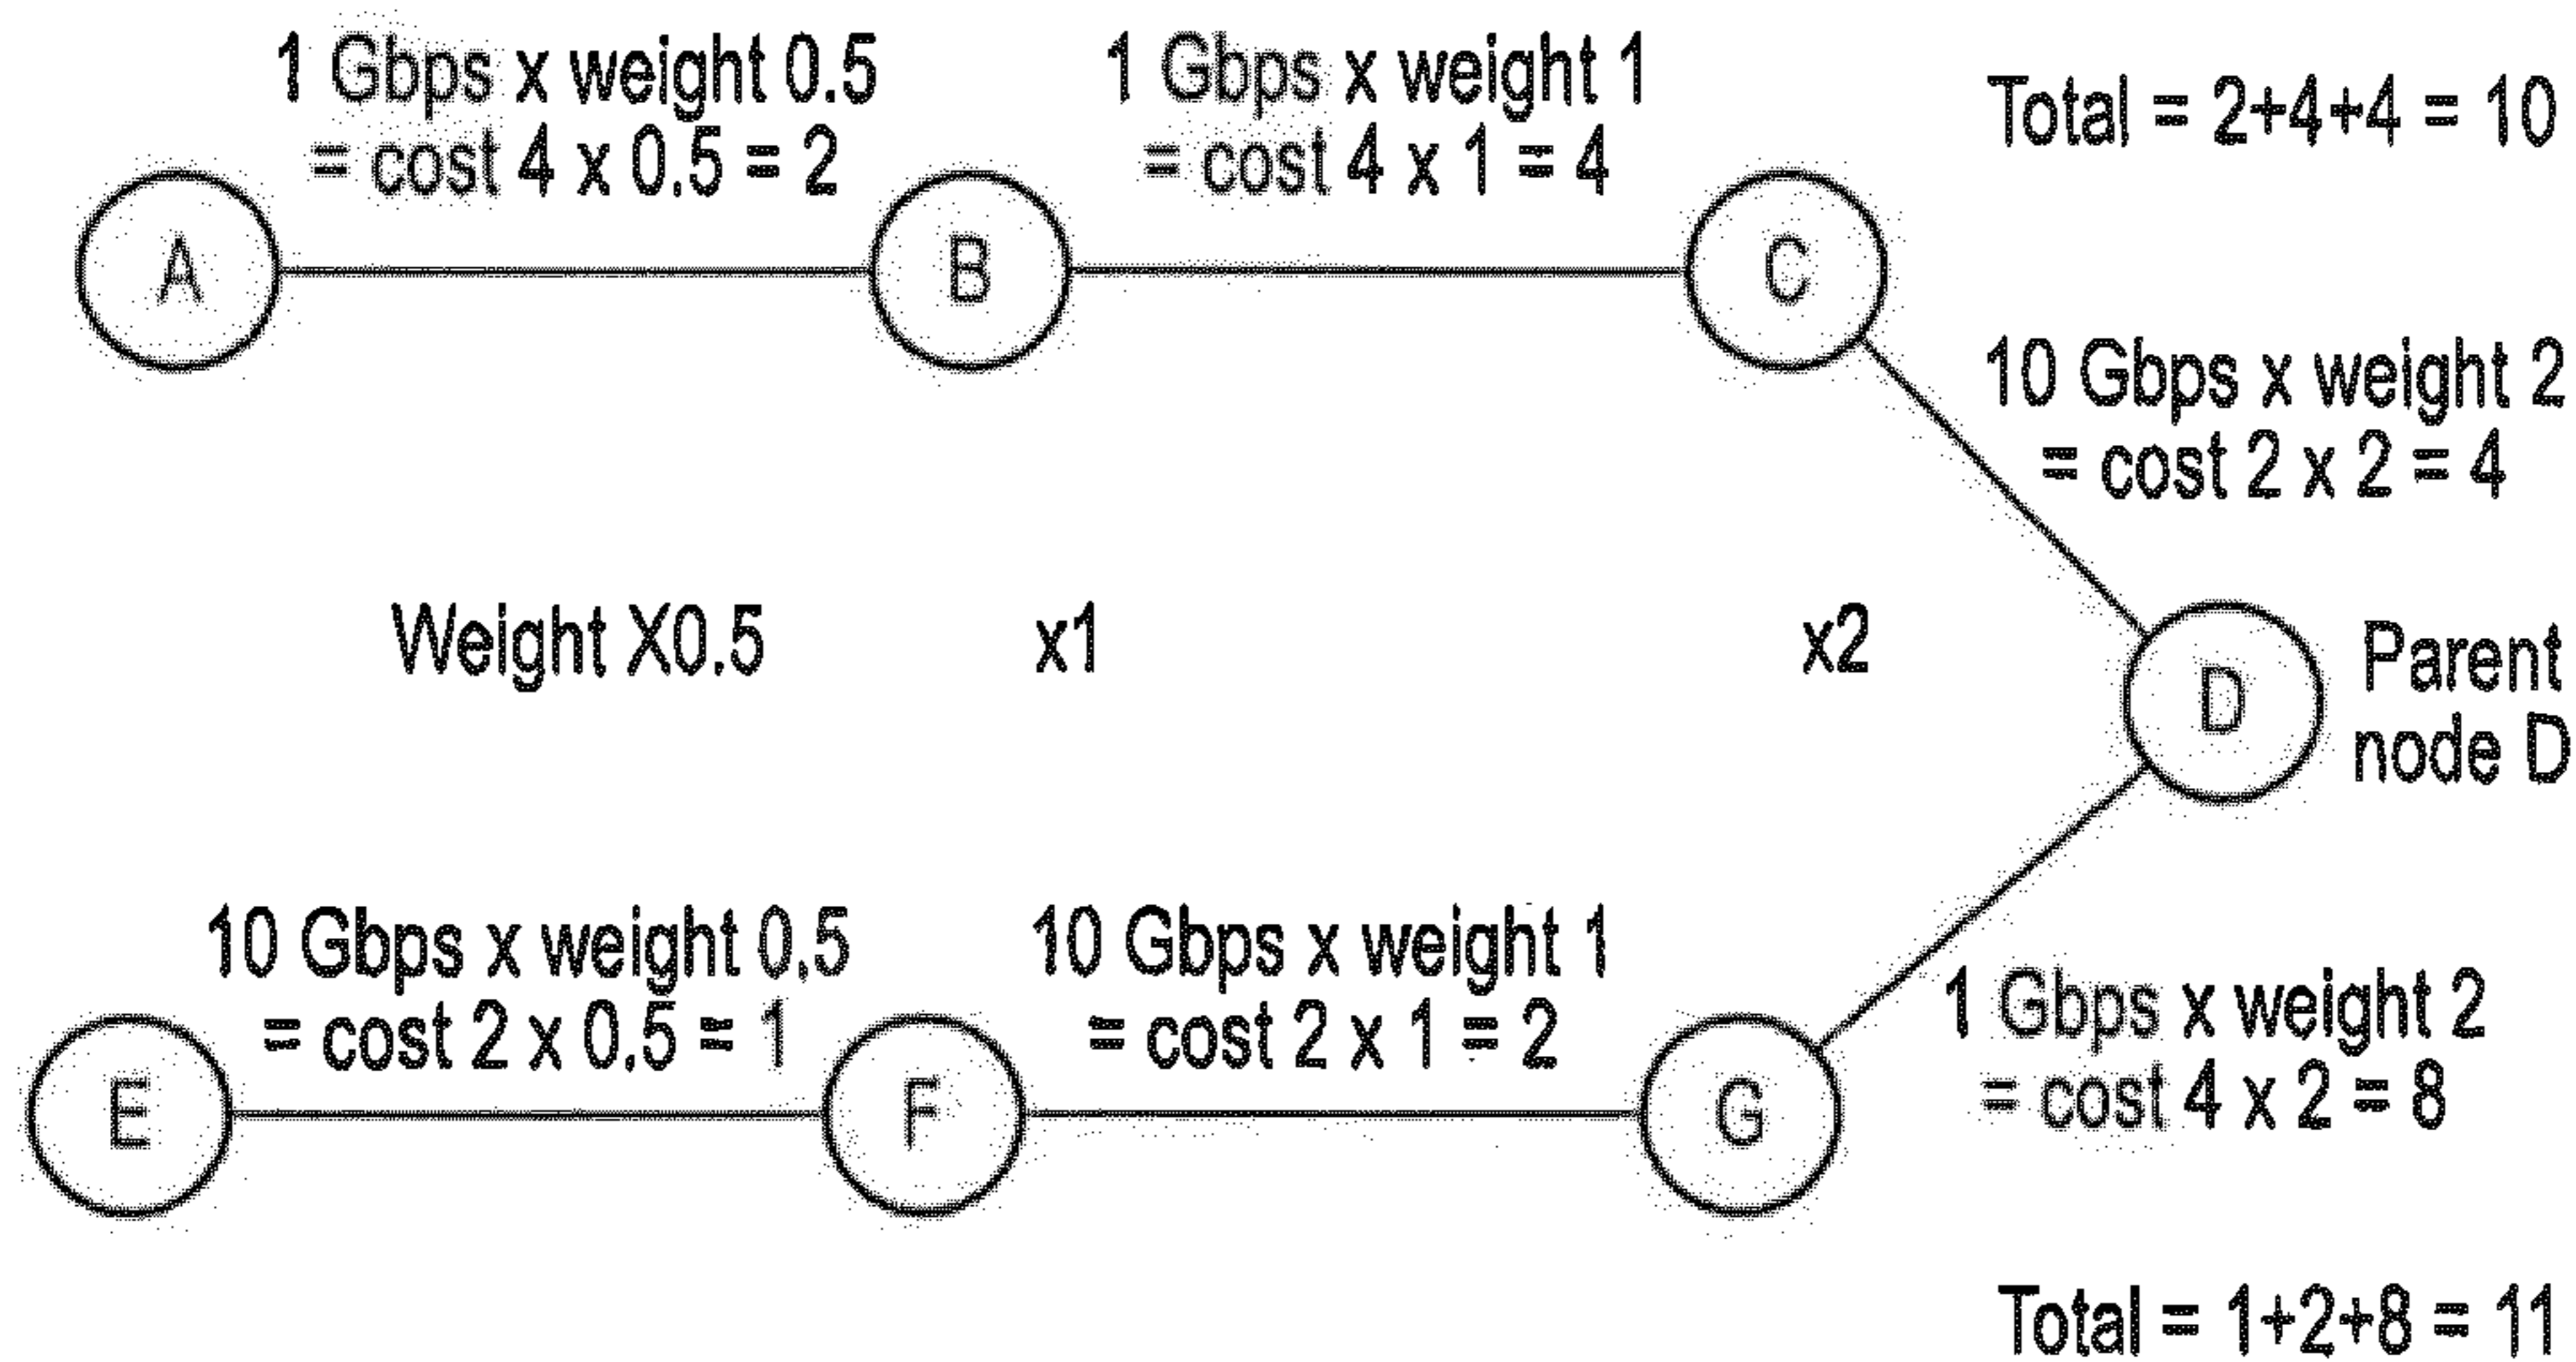 1 Gbps x weight 0.5
= cost 4 x 0.5 = 2
1 Gbps x weight 1
= cost 4 x 1 = 4
Total = 2+4+4 = 10
A
B
C
10 Gbps x weight 2
= cost 2 x 2 = 4
Weight X0.5
x1
x2
D
Parent
node D
10 Gbps x weight 0.5
= cost 2 x 0.5 = 1
10 Gbps x weight 1
= cost 2 x 1 = 2
1 Gbps x weight 2
= cost 4 x 2 = 8
E
F
G
Total = 1+2+8 = 11